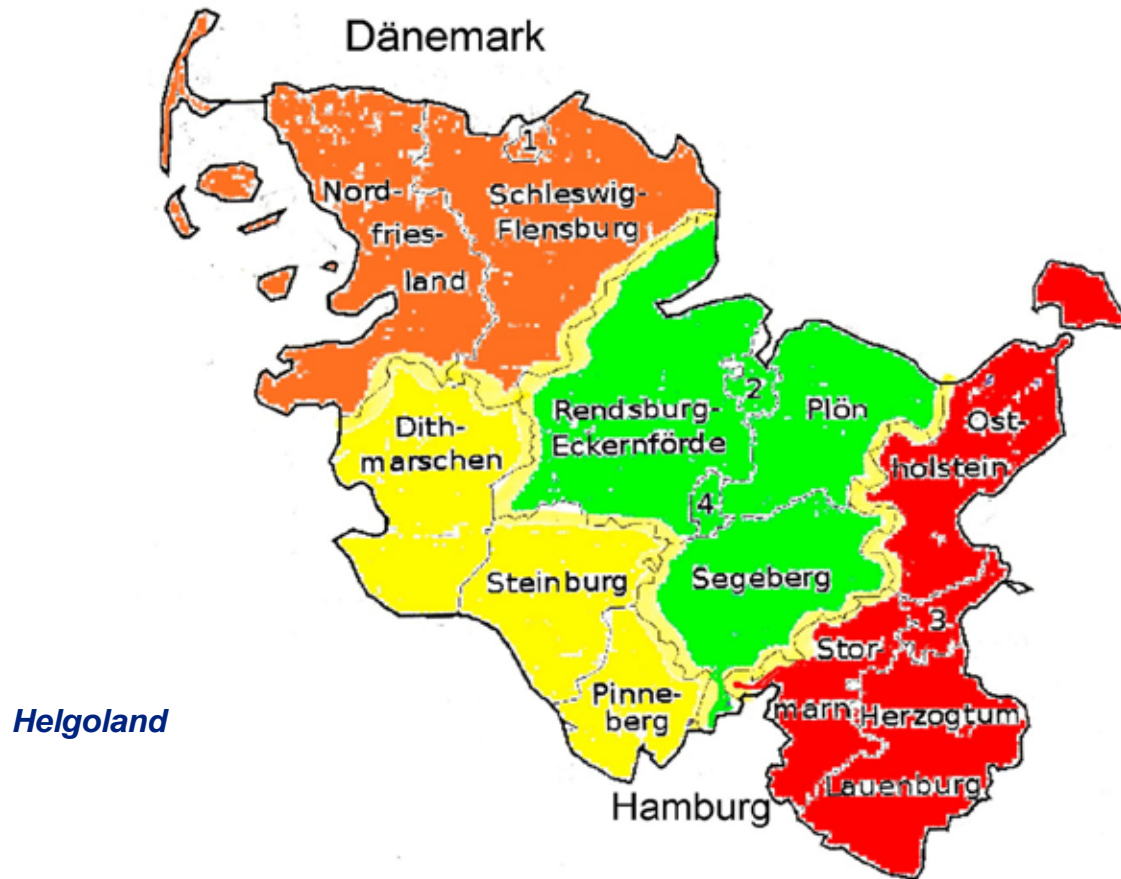 Dänemark
1
Nord-
fries-
land
Schleswig-
Flensburg
2
Rendsburg-
Eckernförde
Plön
Ost-
holstein
Dith-
marschen
4
Steinburg
Segeberg
3
Stor-
marn
Pinne-
berg
Herzogtum
Lauenburg
Helgoland
Hamburg